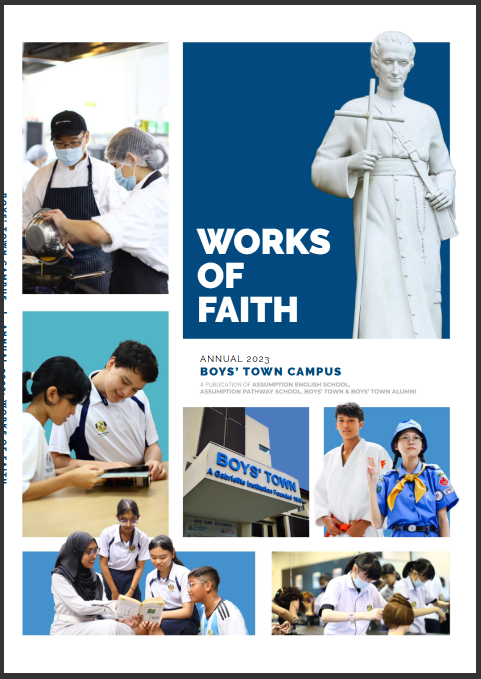 WORKS
OF
FAITH
ANNUAL 2023
BOYS' TOWN CAMPUS
A PUBLICATION OF ASSUMPTION ENGLISH SCHOOL,
ASSUMPTION PATHWAY SCHOOL, BOYS' TOWN & BOYS' TOWN ALUMNI
BOYS' TOWN
A Gabrielite Institution Founded